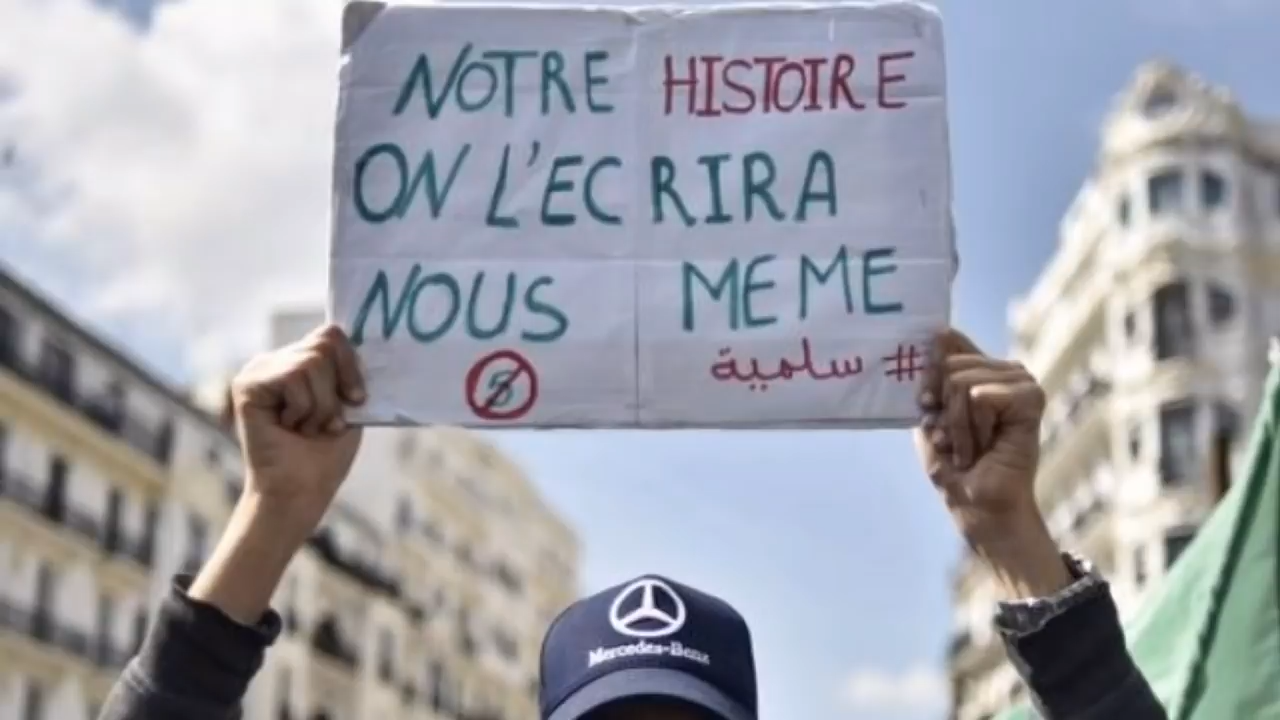 NOTRE HISTOIRE
ON L'ECRIRA
NOUS MEME
5
# سلمية
Mercedes-Benz